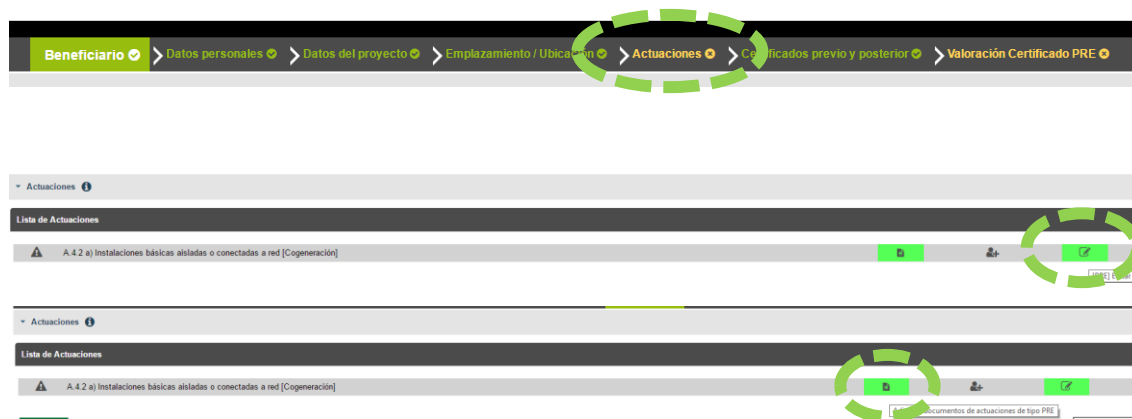 Beneficiario Datos personales Datos del proyecto Emplazamiento / Ubicación Actuaciones Certificados previo y posterior Valoración Certificado PRE
Actuaciones
Lista de Actuaciones
A.4.2 a) Instalaciones básicas aisladas o conectadas a red [Cogeneración]
[PRE]
Actuaciones
Lista de Actuaciones
A.4.2 a) Instalaciones básicas aisladas o conectadas a red [Cogeneración]
documentos de actuaciones de tipo PRE